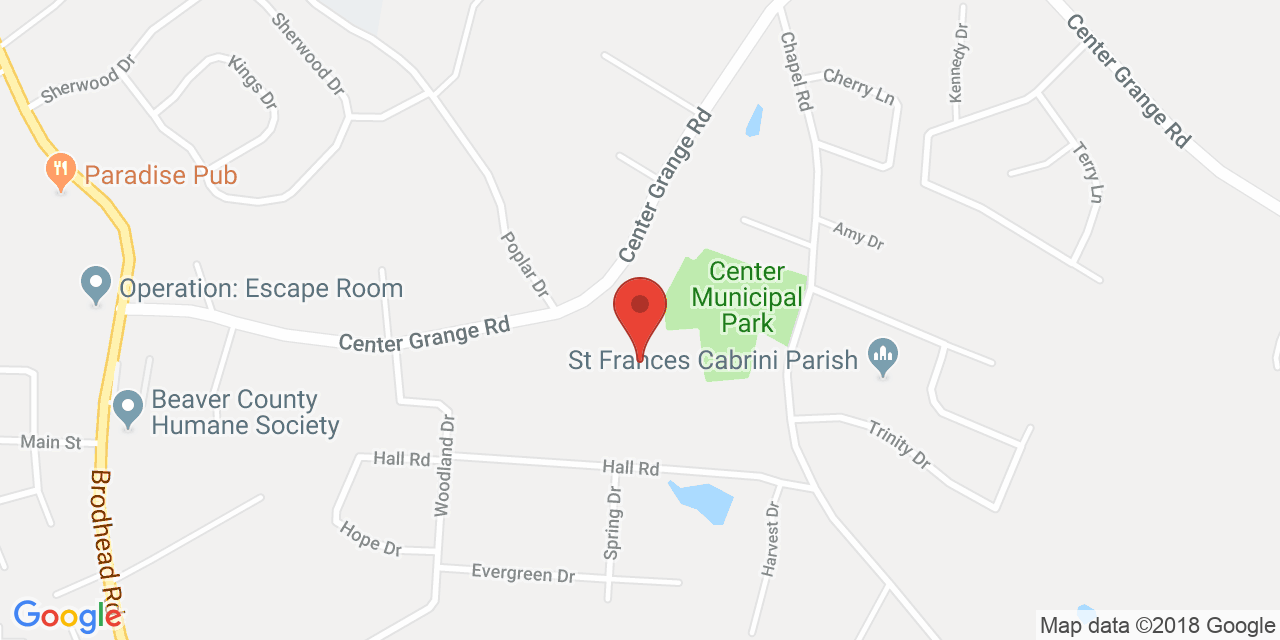 Sherwood Dr
Sherwood Dr
Kings Dr
Paradise Pub
Center Grange Rd
Chapel Rd
Cherry Ln
Kennedy Dr
Center Grange Rd
Terry Ln
Amy Dr
Poplar Dr
Operation: Escape Room
Center Grange Rd
Center
Municipal
Park
St Frances Cabrini Parish
Beaver County
Humane Society
Main St
Brodhead Rd
Woodland Dr
Hall Rd
Hall Rd
Trinity Dr
Hope Dr
Spring Dr
Harvest Dr
Evergreen Dr
Google
Map data ©2018 Google